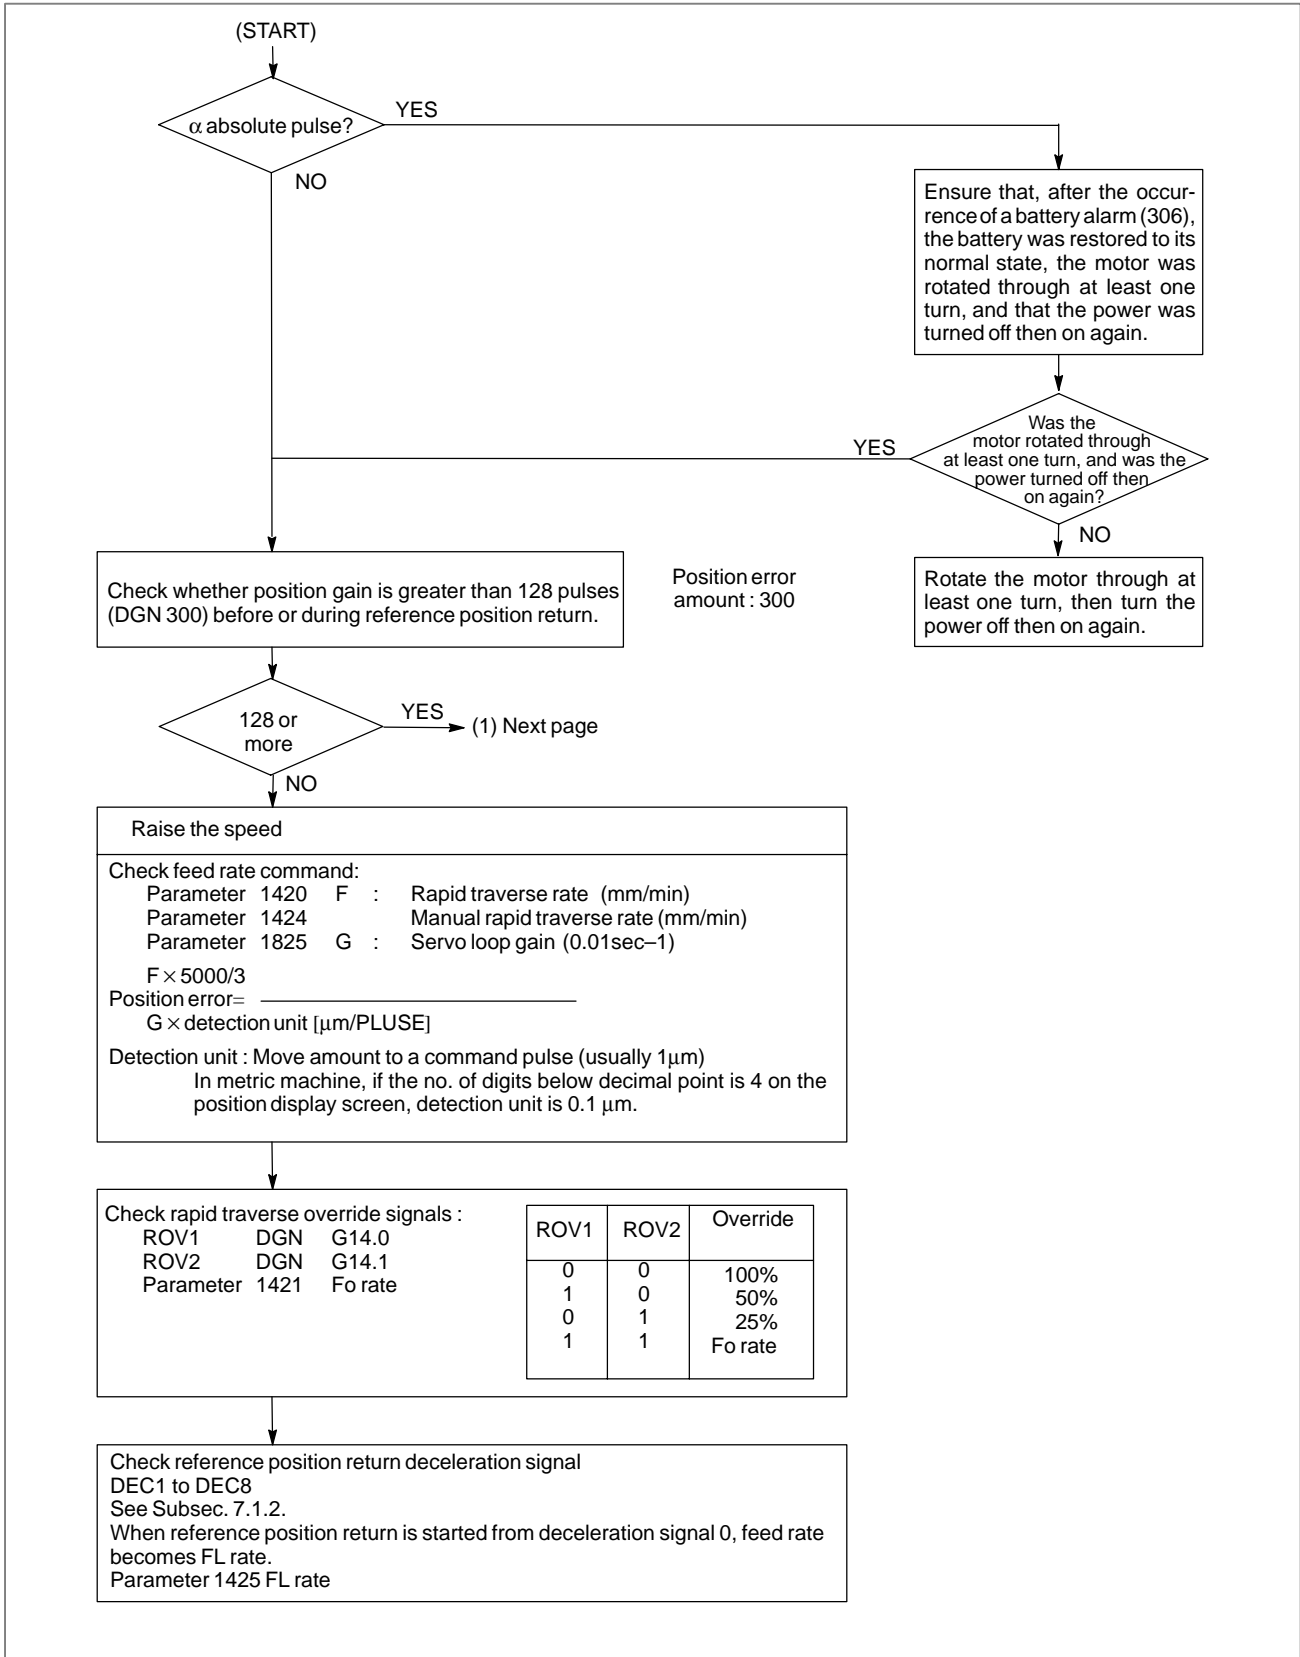 (START)
α absolute pulse?
YES
NO
Ensure that, after the occur-
rence of a battery alarm (306),
the battery was restored to its
normal state, the motor was
rotated through at least one
turn, and that the power was
turned off then on again.
Was the
motor rotated through
at least one turn, and was the
power turned off then
on again?
YES
NO
Rotate the motor through at
least one turn, then turn the
power off then on again.
Check whether position gain is greater than 128 pulses
(DGN 300) before or during reference position return.
Position error
amount : 300
128 or
more
YES
(1) Next page
NO
Raise the speed
Check feed rate command:
Parameter 1420 F : Rapid traverse rate (mm/min)
Parameter 1424 Manual rapid traverse rate (mm/min)
Parameter 1825 G : Servo loop gain (0.01sec–1)
F × 5000/3
Position error=
G × detection unit [μm/PLUSE]
Detection unit : Move amount to a command pulse (usually 1μm)
In metric machine, if the no. of digits below decimal point is 4 on the
position display screen, detection unit is 0.1 μm.
Check rapid traverse override signals :
ROV1 DGN G14.0
ROV2 DGN G14.1
Parameter 1421 Fo rate
ROV1 ROV2 Override
0 0 100%
1 0 50%
0 1 25%
1 1 Fo rate
Check reference position return deceleration signal
DEC1 to DEC8
See Subsec. 7.1.2.
When reference position return is started from deceleration signal 0, feed rate
becomes FL rate.
Parameter 1425 FL rate